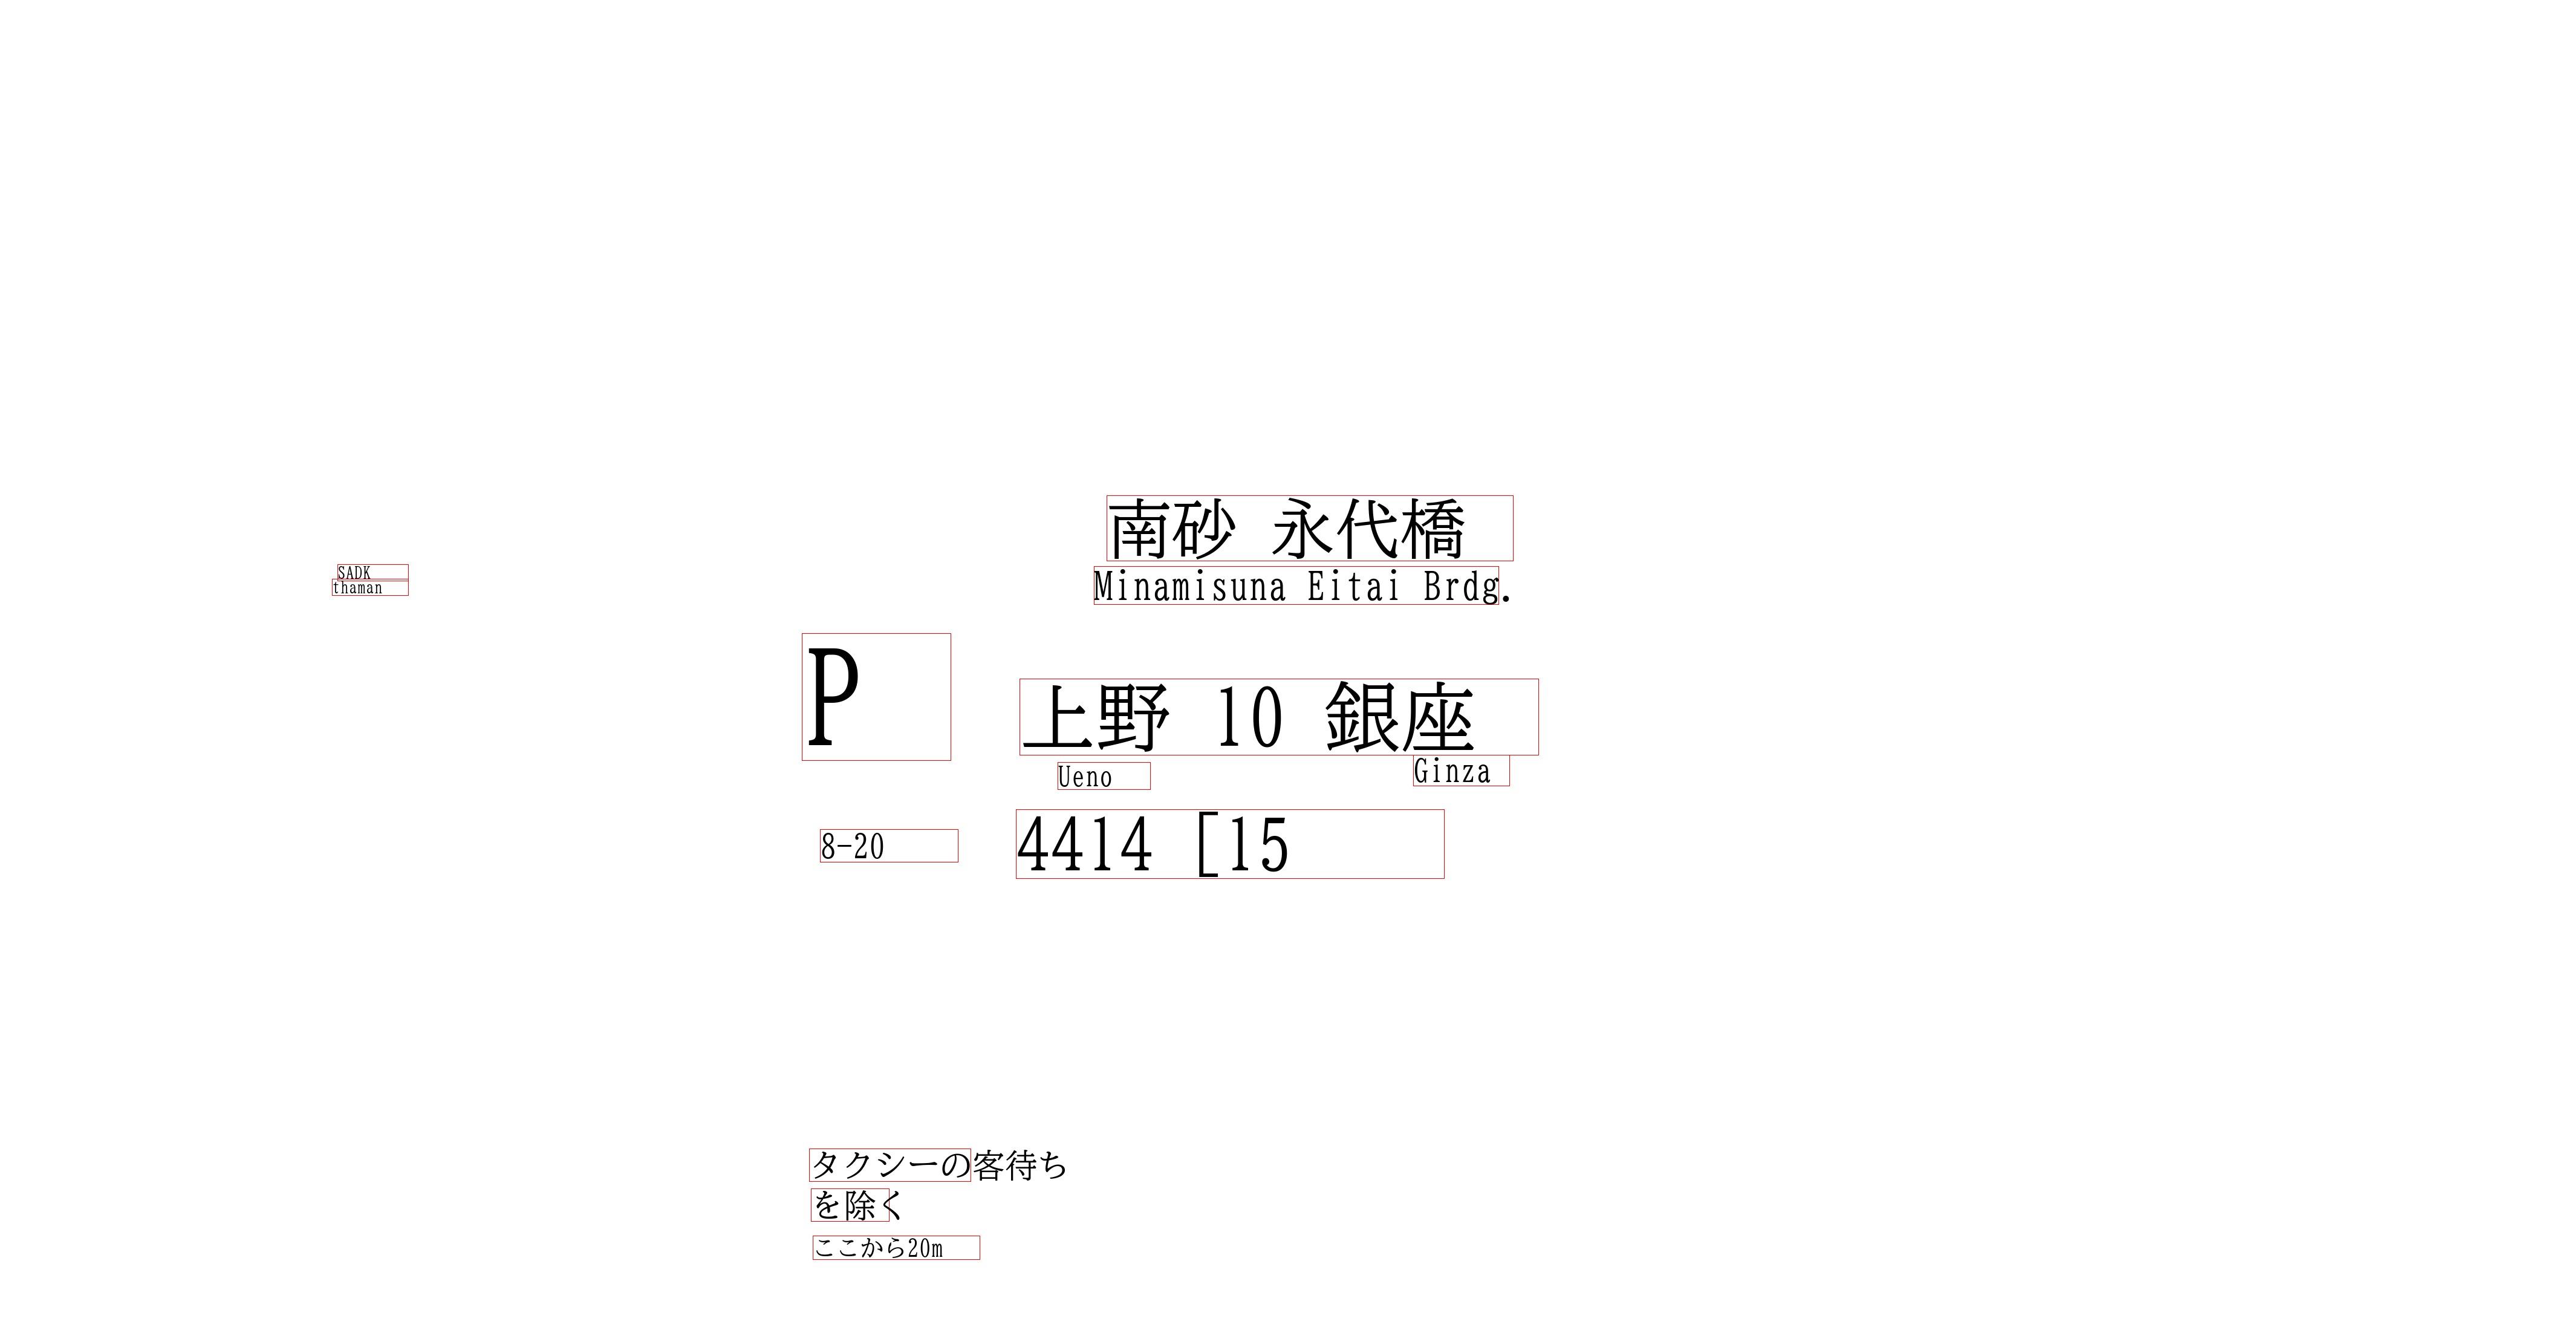 南砂 永代橋
Minamisuna Eitai Brdg.
SADK
thaman
P
上野 10 銀座
Ueno
Ginza
8-20
4414 [15
タクシーの客待ち
を除く
ここから20m